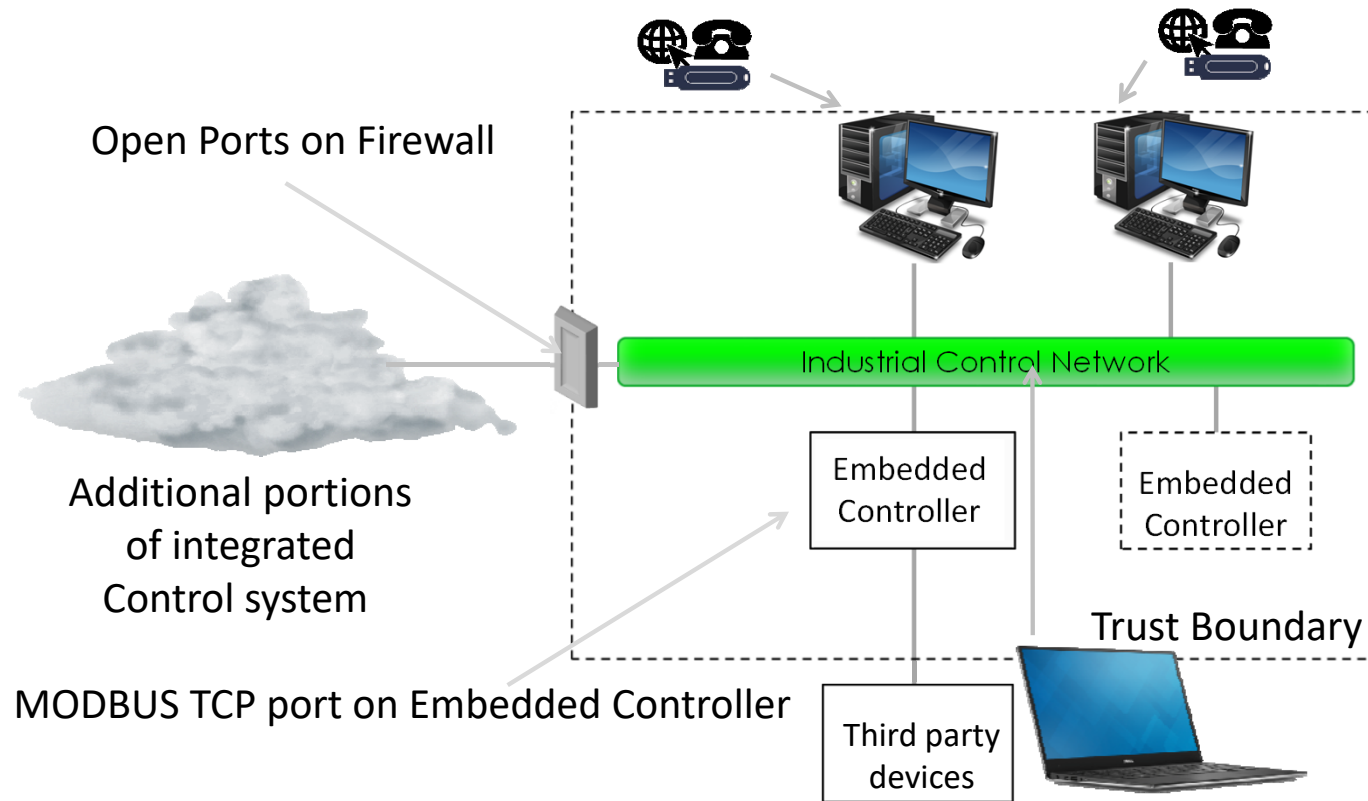 Open Ports on Firewall
Industrial Control Network
Embedded
Controller
Embedded
Controller
Additional portions
of integrated
Control system
Trust Boundary
MODBUS TCP port on Embedded Controller
Third party
devices